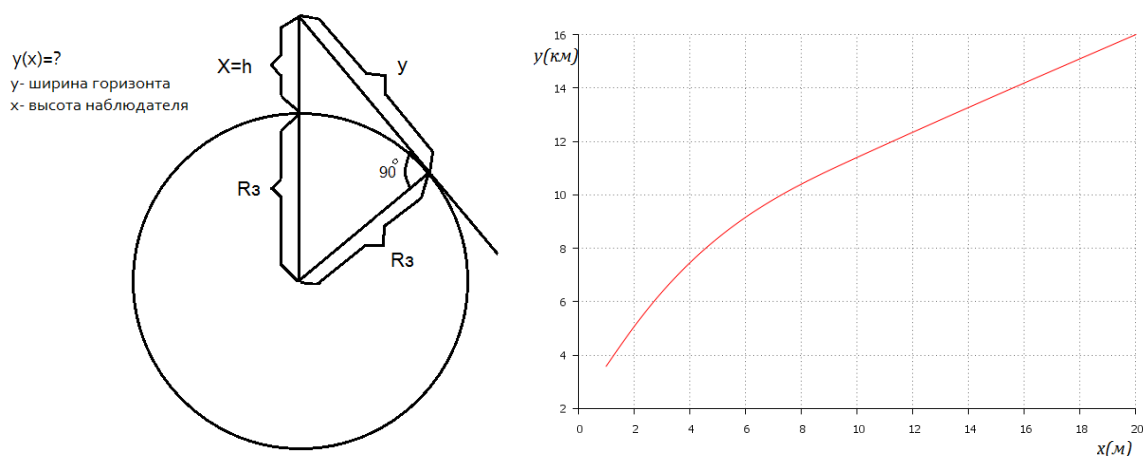 y(x)=?
y- ширина горизонта
x- высота наблюдателя
X=h
y
Rз
90°
Rз
y(км)
16
14
12
10
8
6
4
2
0 2 4 6 8 10 12 14 16 18 20
x(м)